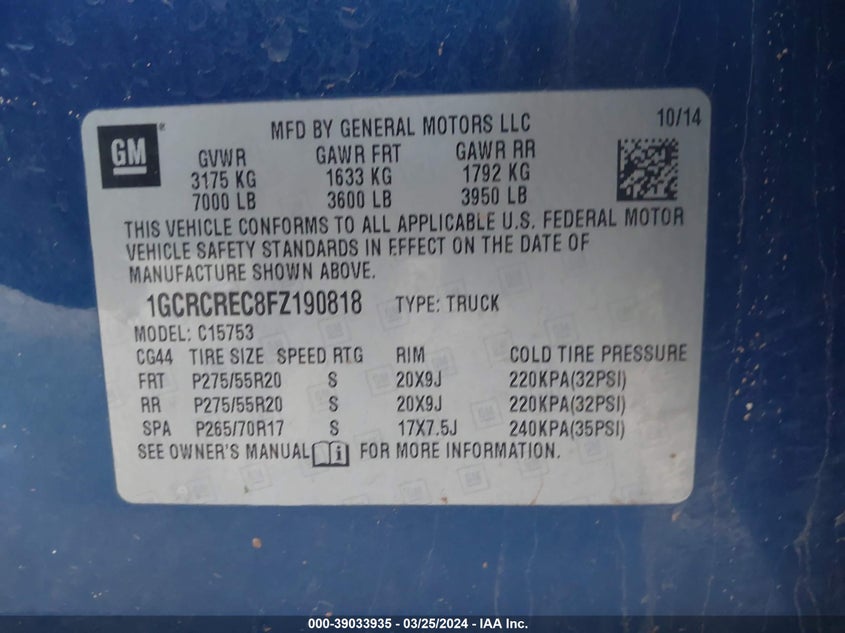 GM®
MFD BY GENERAL MOTORS LLC 10/14
GVWR GAWR FRT GAWR RR
3175 KG 1633 KG 1792 KG
7000 LB 3600 LB 3950 LB
THIS VEHICLE CONFORMS TO ALL APPLICABLE U.S. FEDERAL MOTOR
VEHICLE SAFETY STANDARDS IN EFFECT ON THE DATE OF
MANUFACTURE SHOWN ABOVE.
1GCRCREC8FZ190818 TYPE: TRUCK
MODEL: C15753
CG44 TIRE SIZE SPEED RTG RIM COLD TIRE PRESSURE
FRT P275/55R20 S 20X9J 220KPA(32PSI)
RR P275/55R20 S 20X9J 220KPA(32PSI)
SPA P265/70R17 S 17X7.5J 240KPA(35PSI)
SEE OWNER'S MANUAL FOR MORE INFORMATION.
000-39033935 - 03/25/2024 - IAA Inc.